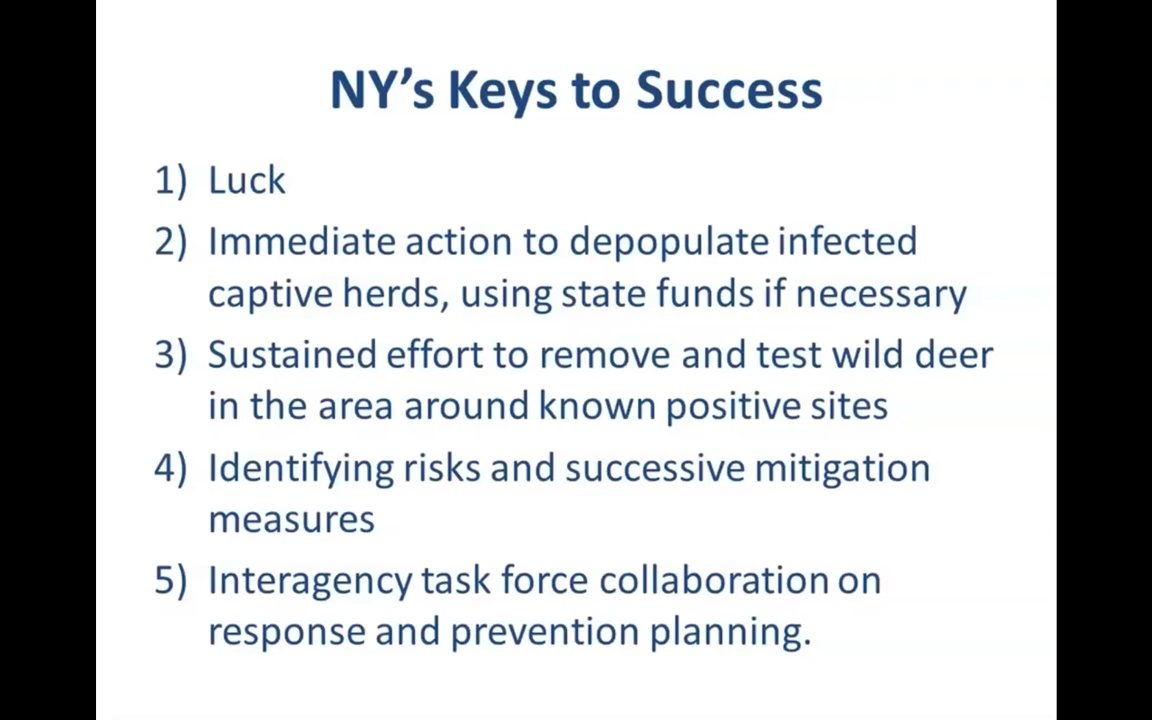 NY’s Keys to Success
1) Luck
2) Immediate action to depopulate infected
captive herds, using state funds if necessary
3) Sustained effort to remove and test wild deer
in the area around known positive sites
4) Identifying risks and successive mitigation
measures
5) Interagency task force collaboration on
response and prevention planning.